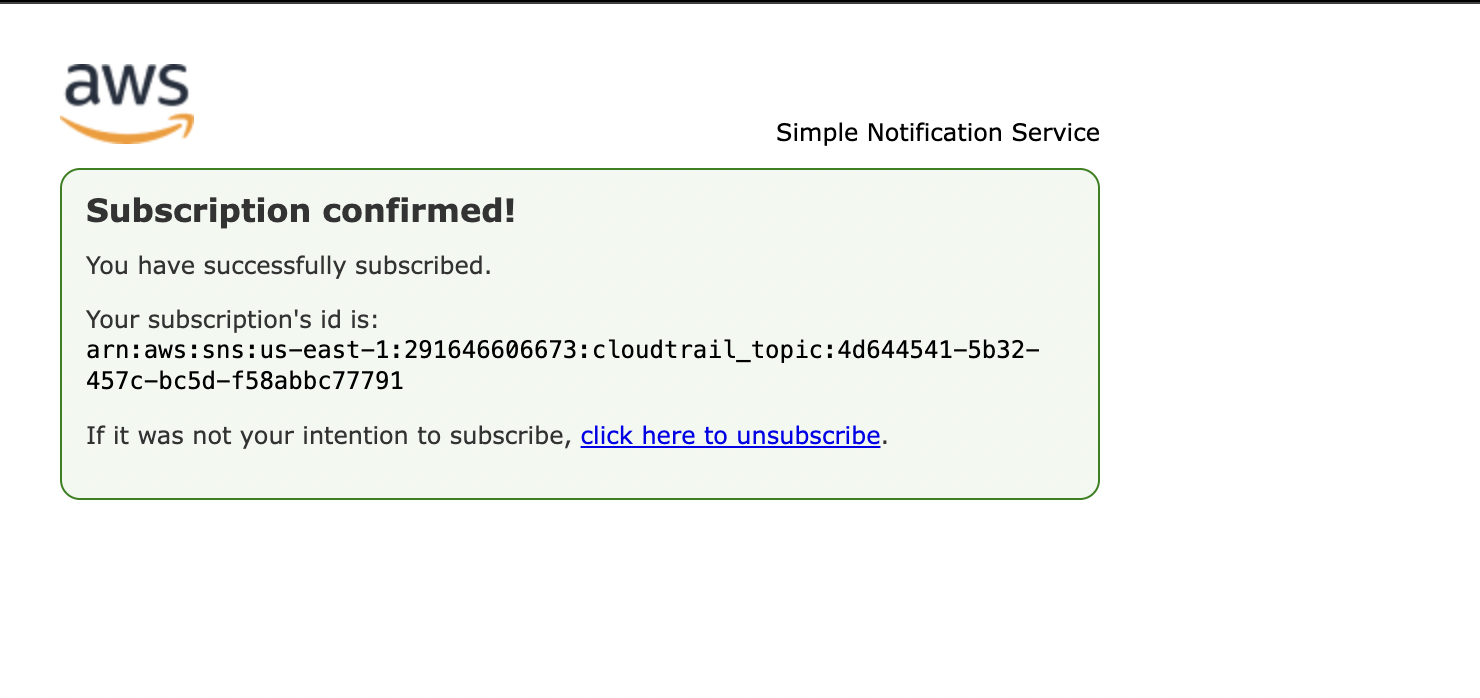 aws
Simple Notification Service
Subscription confirmed!
You have successfully subscribed.
Your subscription's id is:
arn:aws:sns:us-east-1:291646606673:cloudtrail_topic:4d644541-5b32-
457c-bc5d-f58abbc77791
If it was not your intention to subscribe, click here to unsubscribe.